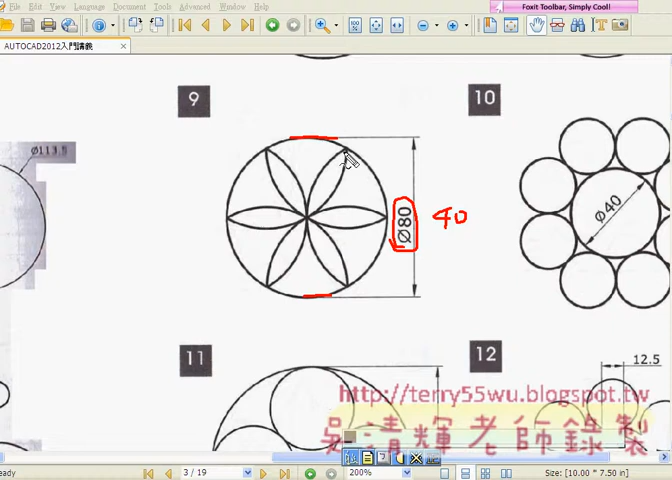 File Edit View Language Document Tools Advanced Window Help
Foxit Toolbar, Simply Cool!
AUTOCAD2012入門講義
9
10
Ø113.5
Ø80
40
Ø40
11
12
12.5
http://terry55wu.blogspot.tw
吳清輝老師錄製
eady
3 / 19
200%
Size: [10.00 * 7.50 in]